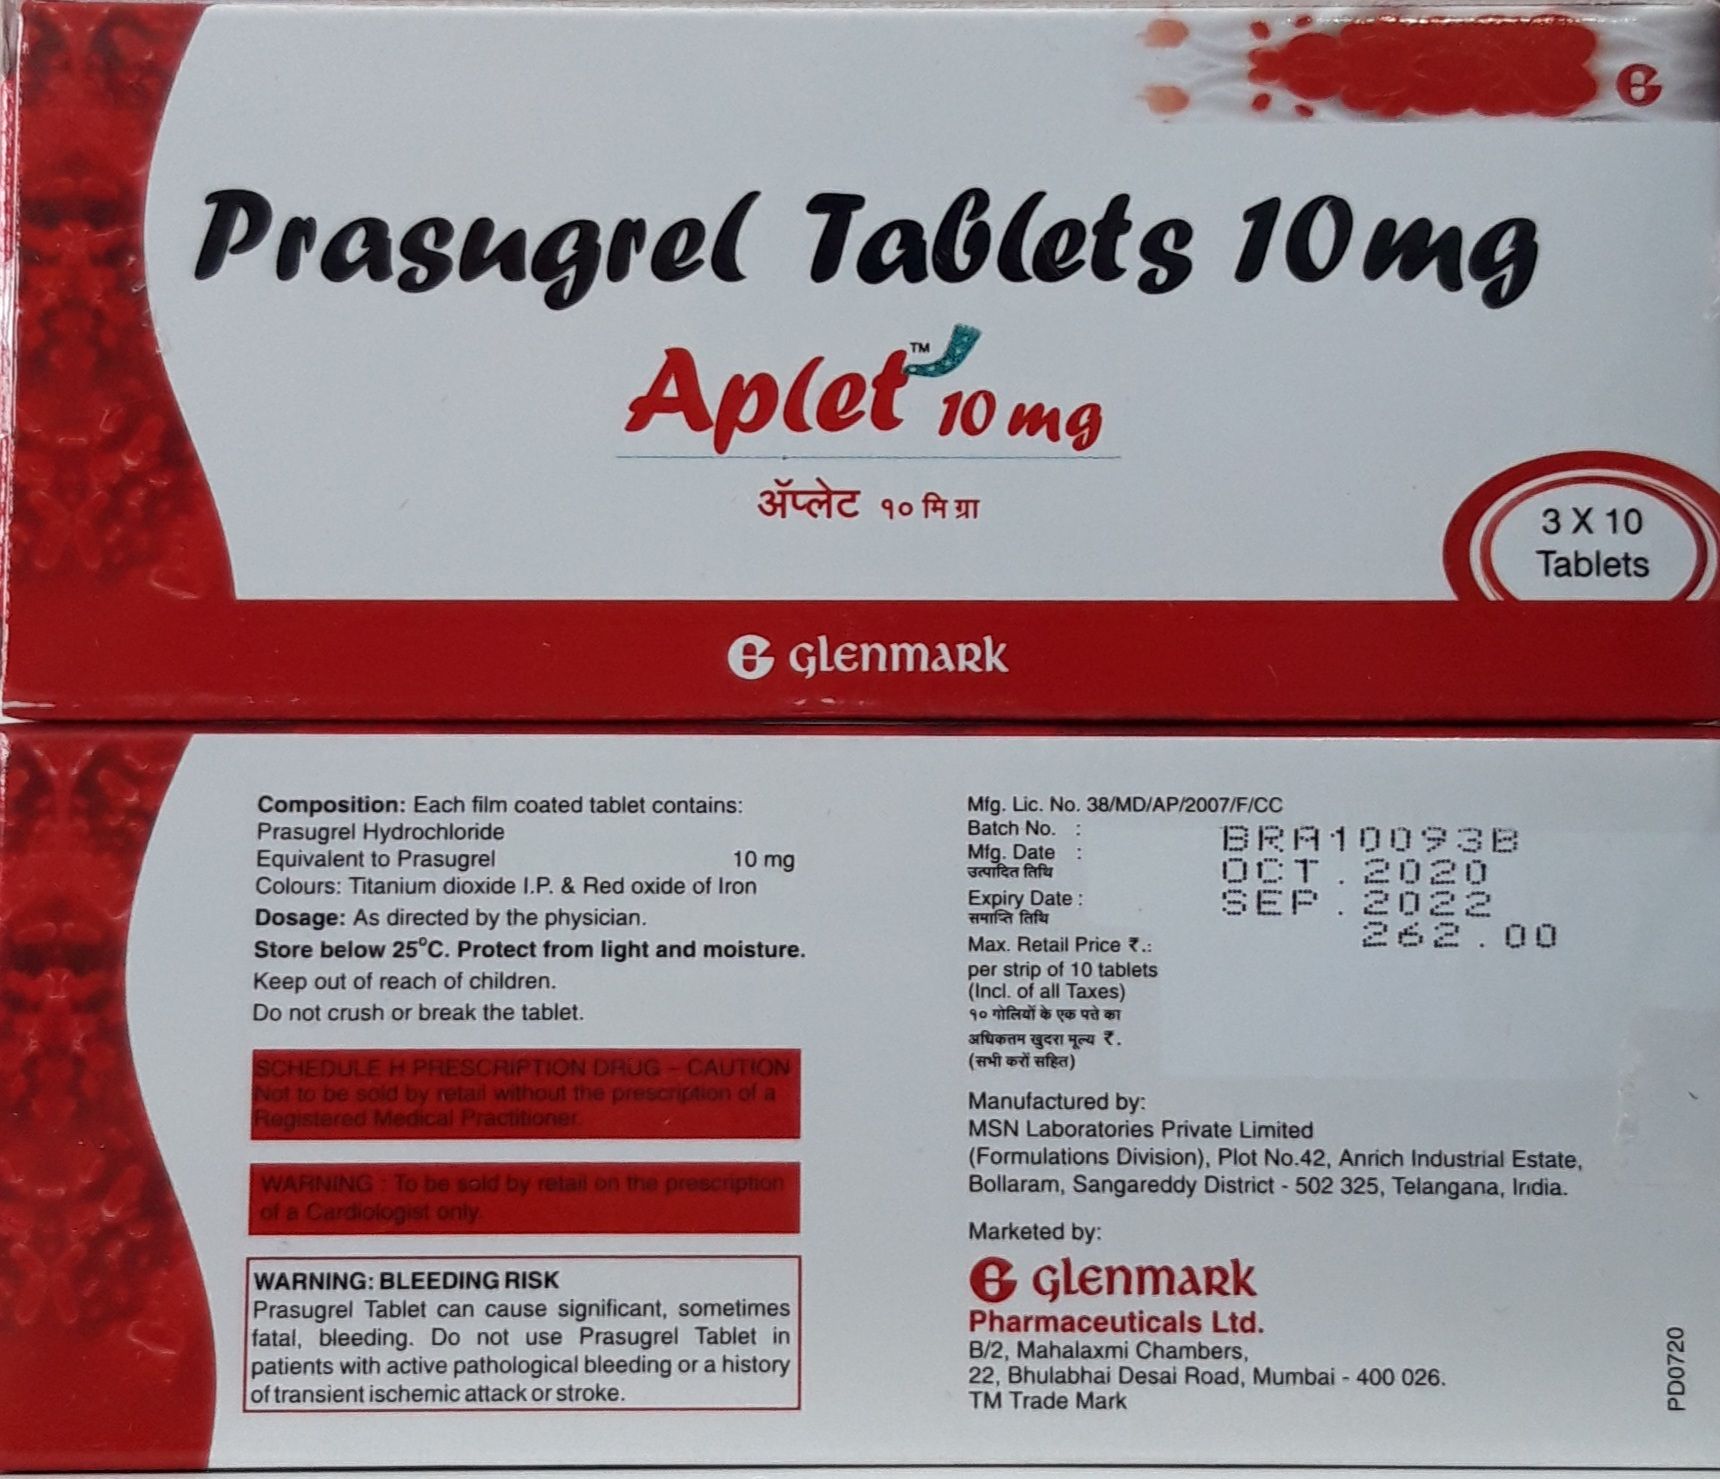 Prasugrel Tablets 10mg
Aplet™ 10 mg
ॲप्लेट १० मि ग्रा
3 X 10
Tablets
glenmark
Composition: Each film coated tablet contains:
Prasugrel Hydrochloride
Equivalent to Prasugrel 10 mg
Colours: Titanium dioxide I.P. & Red oxide of Iron
Dosage: As directed by the physician.
Store below 25°C. Protect from light and moisture.
Keep out of reach of children.
Do not crush or break the tablet.
SCHEDULE H PRESCRIPTION DRUG – CAUTION
Not to be sold by retail without the prescription of a
Registered Medical Practitioner.
WARNING : To be sold by retail on the prescription
of a Cardiologist only.
WARNING: BLEEDING RISK
Prasugrel Tablet can cause significant, sometimes
fatal, bleeding. Do not use Prasugrel Tablet in
patients with active pathological bleeding or a history
of transient ischemic attack or stroke.
Mfg. Lic. No. 38/MD/AP/2007/F/CC
Batch No. : BRA10093B
Mfg. Date : OCT.2020
उत्पादित तिथि
Expiry Date : SEP.2022
समाप्ति तिथि
Max. Retail Price ₹.: 262.00
per strip of 10 tablets
(Incl. of all Taxes)
१० गोलियों के एक पत्ते का
अधिकतम खुदरा मूल्य ₹.
(सभी करों सहित)
Manufactured by:
MSN Laboratories Private Limited
(Formulations Division), Plot No.42, Anrich Industrial Estate,
Bollaram, Sangareddy District - 502 325, Telangana, India.
Marketed by:
glenmark
Pharmaceuticals Ltd.
B/2, Mahalaxmi Chambers,
22, Bhulabhai Desai Road, Mumbai - 400 026.
TM Trade Mark
PD0720